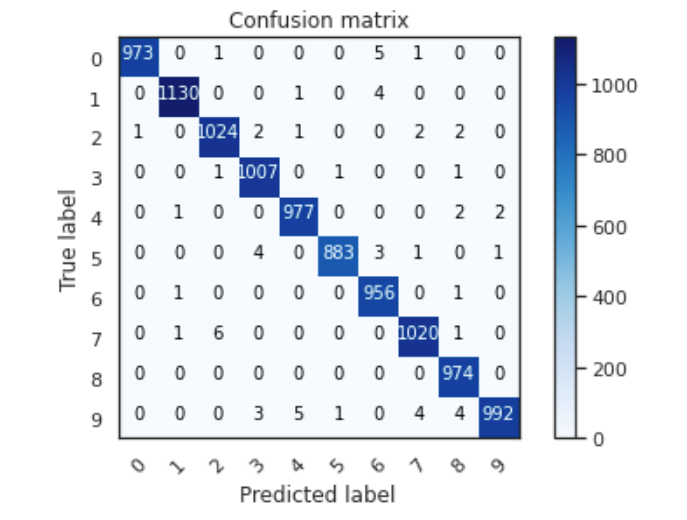 Confusion matrix
0 973 0 1 0 0 0 5 1 0 0
1 0 1130 0 0 1 0 4 0 0 0
2 1 0 1024 2 1 0 0 2 2 0
3 0 0 1 1007 0 1 0 0 1 0
4 0 1 0 0 977 0 0 0 2 2
5 0 0 0 4 0 883 3 1 0 1
6 0 1 0 0 0 0 956 0 1 0
7 0 1 6 0 0 0 0 1020 1 0
8 0 0 0 0 0 0 0 0 974 0
9 0 0 0 3 5 1 0 4 4 992
0 1 2 3 4 5 6 7 8 9
True label
Predicted label
1000
800
600
400
200
0